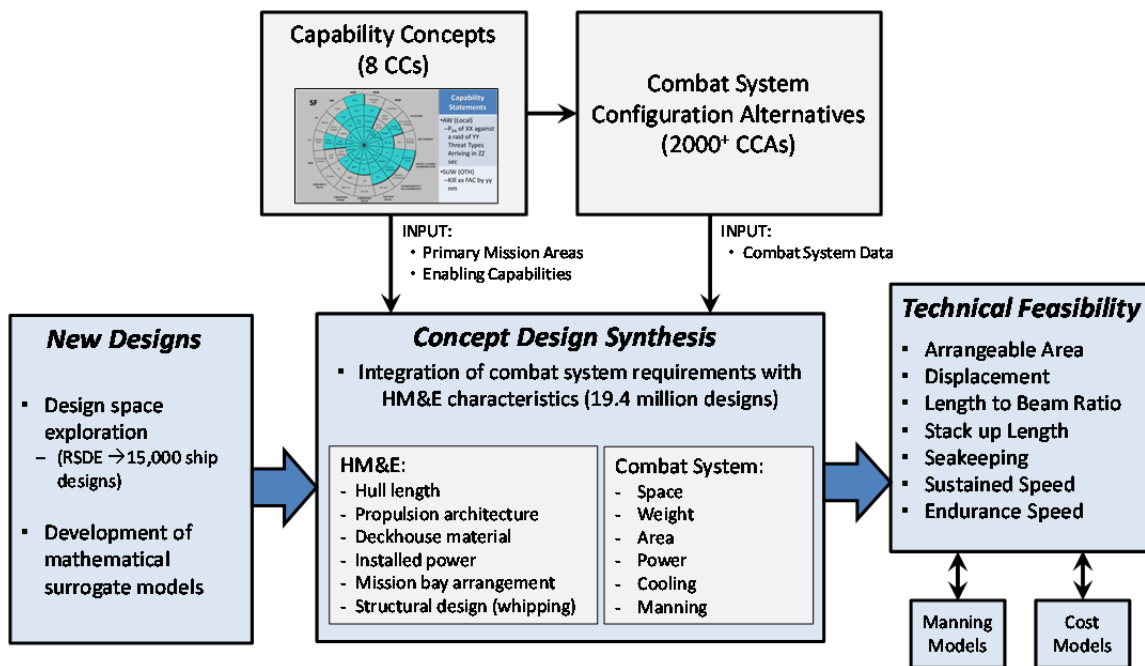 Capability Concepts
(8 CCs)
SF
Capability
Statements
•AW (Local)
of XX against
a raid of YY
Threat Types
Arriving in ZZ
sec
•SUW (OTH)
–Kill xx FAC by yy
nm
Combat System
Configuration Alternatives
(2000+ CCAs)
INPUT:
• Primary Mission Areas
• Enabling Capabilities
INPUT:
• Combat System Data
New Designs
▪ Design space
exploration
– (RSDE →15,000 ship
designs)
▪ Development of
mathematical
surrogate models
Concept Design Synthesis
▪ Integration of combat system requirements with
HM&E characteristics (19.4 million designs)
HM&E:
- Hull length
- Propulsion architecture
- Deckhouse material
- Installed power
- Mission bay arrangement
- Structural design (whipping)
Combat System:
- Space
- Weight
- Area
- Power
- Cooling
- Manning
Technical Feasibility
▪ Arrangeable Area
▪ Displacement
▪ Length to Beam Ratio
▪ Stack up Length
▪ Seakeeping
▪ Sustained Speed
▪ Endurance Speed
Manning
Models
Cost
Models